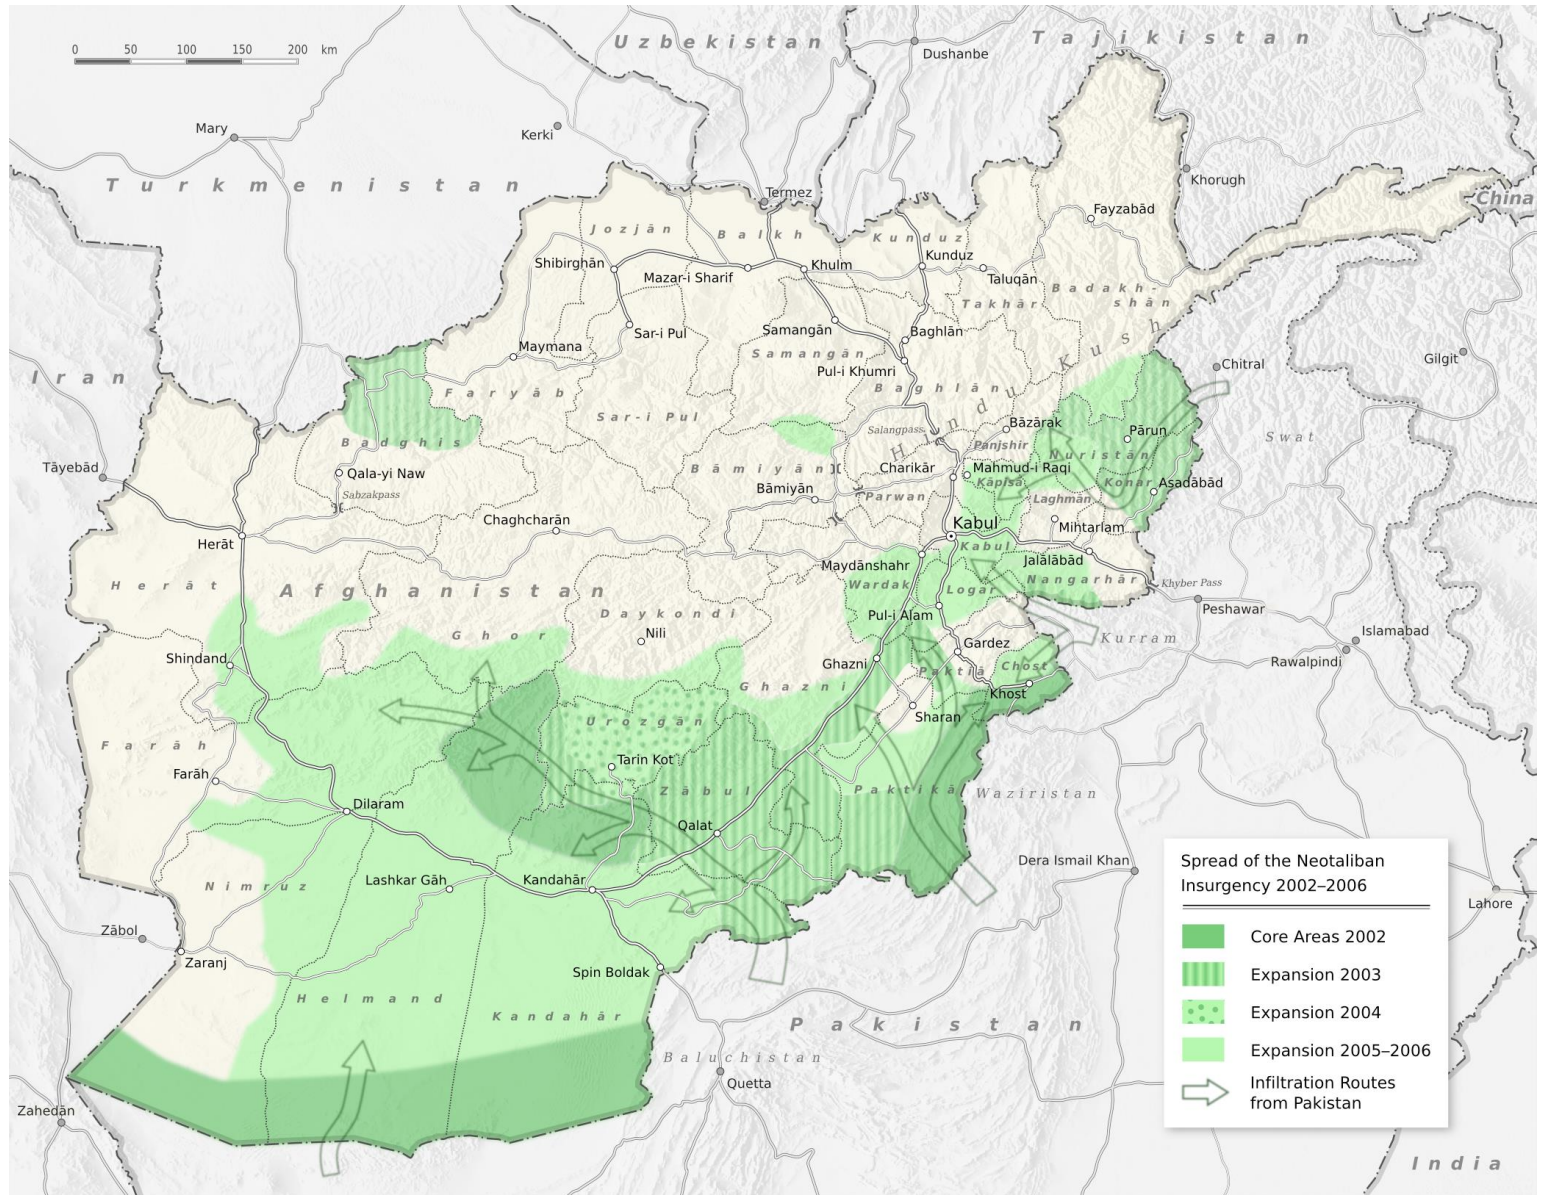 0 50 100 150 200 km
Uzbekistan
Tajikistan
Dushanbe
Mary
Kerki
Turkmenistan
Termez
Khorugh
China
Fayzabād
Jozjān
Balkh
Kunduz
Shibirghān
Mazar-i Sharif
Khulm
Kunduz
Taluqān
Badakh-
shān
Takhār
Sar-i Pul
Samangān
Baghlān
Maymana
Samangān
Pul-i Khumri
Hindu Kush
Chitral
Gilgit
Iran
Faryāb
Baghlān
Sar-i Pul
Salangpass
Bāzārak
Pārun
Swat
Badghis
Panjshir
Nuristān
Tāyebād
Qala-yi Naw
Bāmiyān
Charikār
Mahmud-i Raqi
Kāpisā
Konar
Asadābād
Sabzakpass
Bāmiyān
Parwan
Laghmān
Chaghcharān
Kabul
Mihtarlam
Herāt
Kabul
Maydānshahr
Jalālābād
Herāt
Afghanistan
Wardak
Logar
Nangarhār
Khyber Pass
Peshawar
Daykondi
Pul-i Alam
Ghor
Nili
Gardez
Kurram
Islamabad
Rawalpindi
Shindand
Ghazni
Paktiā
Chost
Ghazni
Khost
Urozgān
Sharan
Farāh
Tarin Kot
Farāh
Zābul
Paktikā
Waziristan
Dilaram
Qalat
Dera Ismail Khan
Nimruz
Lashkar Gāh
Kandahār
Lahore
Zābol
Zaranj
Spin Boldak
Helmand
Kandahār
Pakistan
Baluchistan
Quetta
Zahedān
India
Spread of the Neotaliban
Insurgency 2002–2006
Core Areas 2002
Expansion 2003
Expansion 2004
Expansion 2005–2006
Infiltration Routes
from Pakistan